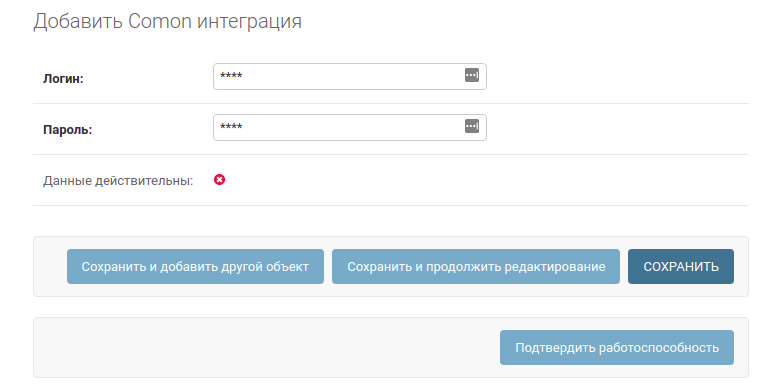 Добавить Comon интеграция
Логин: ****
Пароль: ****
Данные действительны:
Сохранить и добавить другой объект Сохранить и продолжить редактирование СОХРАНИТЬ
Подтвердить работоспособность